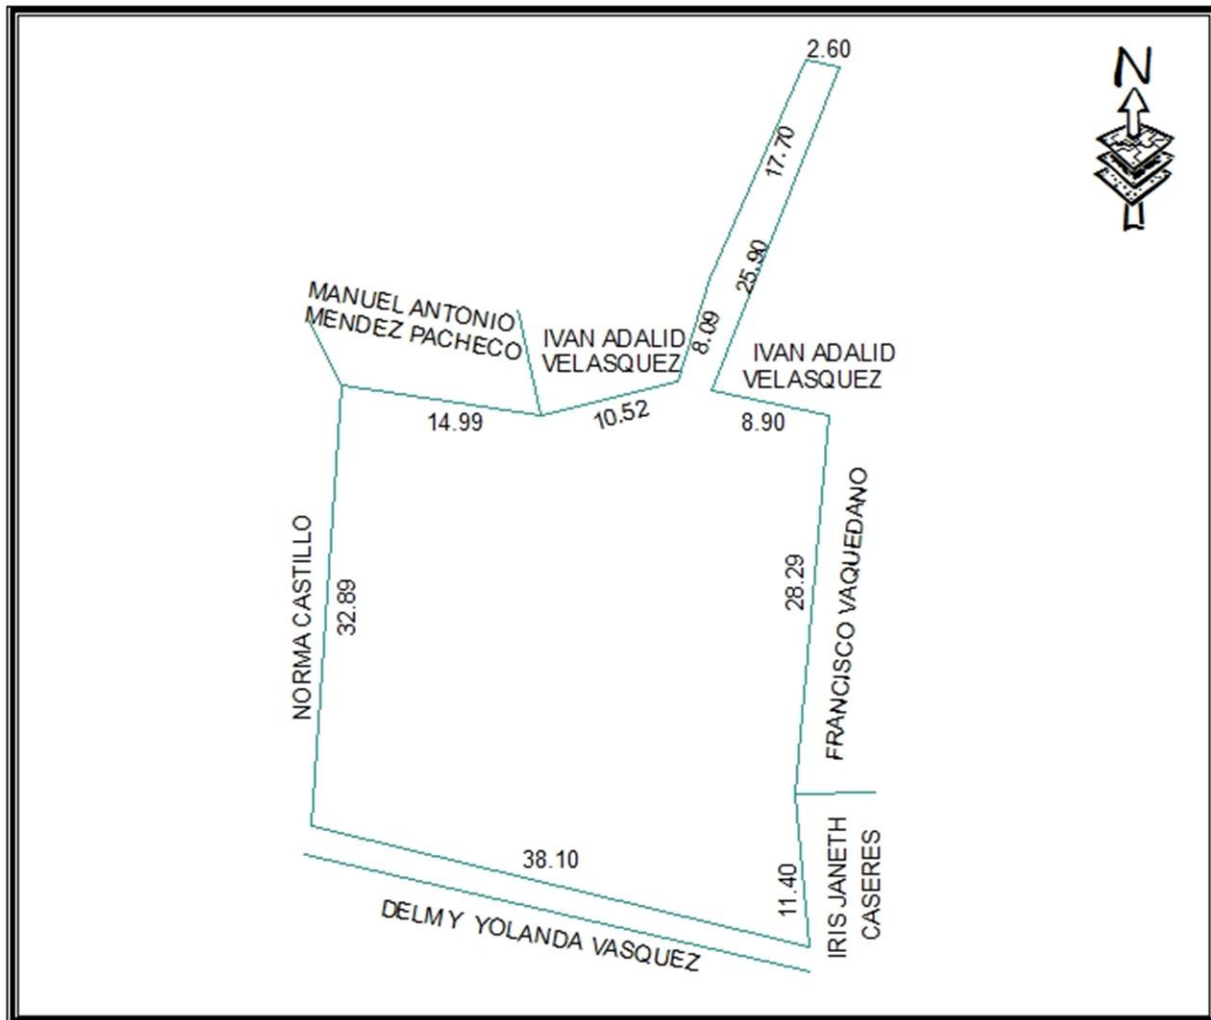 2.60
N
17.70
25.90
MANUEL ANTONIO
MENDEZ PACHECO
8.09
IVAN ADALID
VELASQUEZ
IVAN ADALID
VELASQUEZ
14.99
10.52
8.90
NORMA CASTILLO
32.89
28.29
FRANCISCO VAQUEDANO
38.10
11.40
IRIS JANETH
CASERES
DELMY YOLANDA VASQUEZ